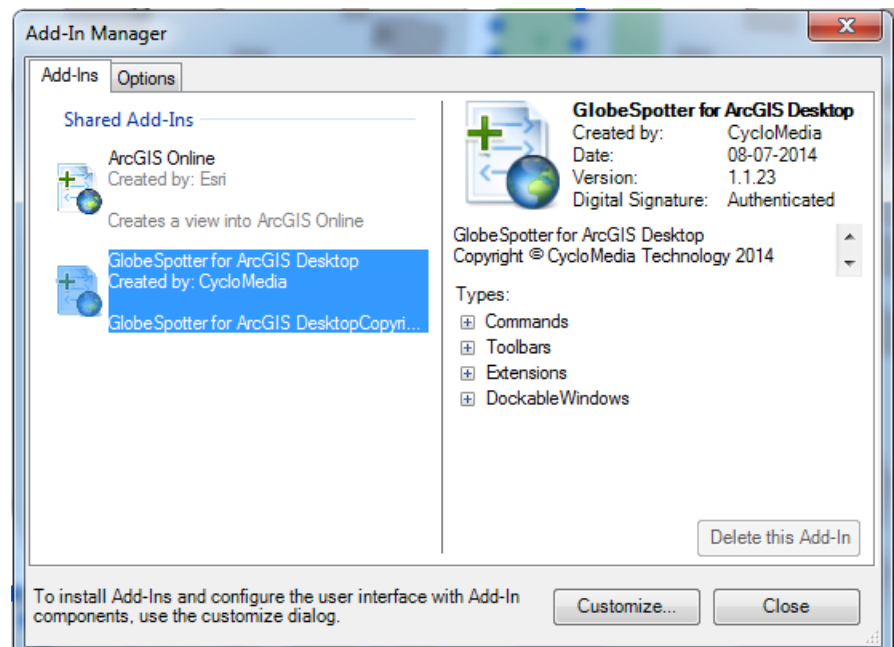 Add-In Manager
Add-Ins
Options
Shared Add-Ins
ArcGIS Online
Created by: Esri
Creates a view into ArcGIS Online
GlobeSpotter for ArcGIS Desktop
Created by: CycloMedia
GlobeSpotter for ArcGIS DesktopCopyri...
GlobeSpotter for ArcGIS Desktop
Created by: CycloMedia
Date: 08-07-2014
Version: 1.1.23
Digital Signature: Authenticated
GlobeSpotter for ArcGIS Desktop
Copyright © CycloMedia Technology 2014
Types:
Commands
Toolbars
Extensions
DockableWindows
Delete this Add-In
To install Add-Ins and configure the user interface with Add-In
components, use the customize dialog.
Customize...
Close